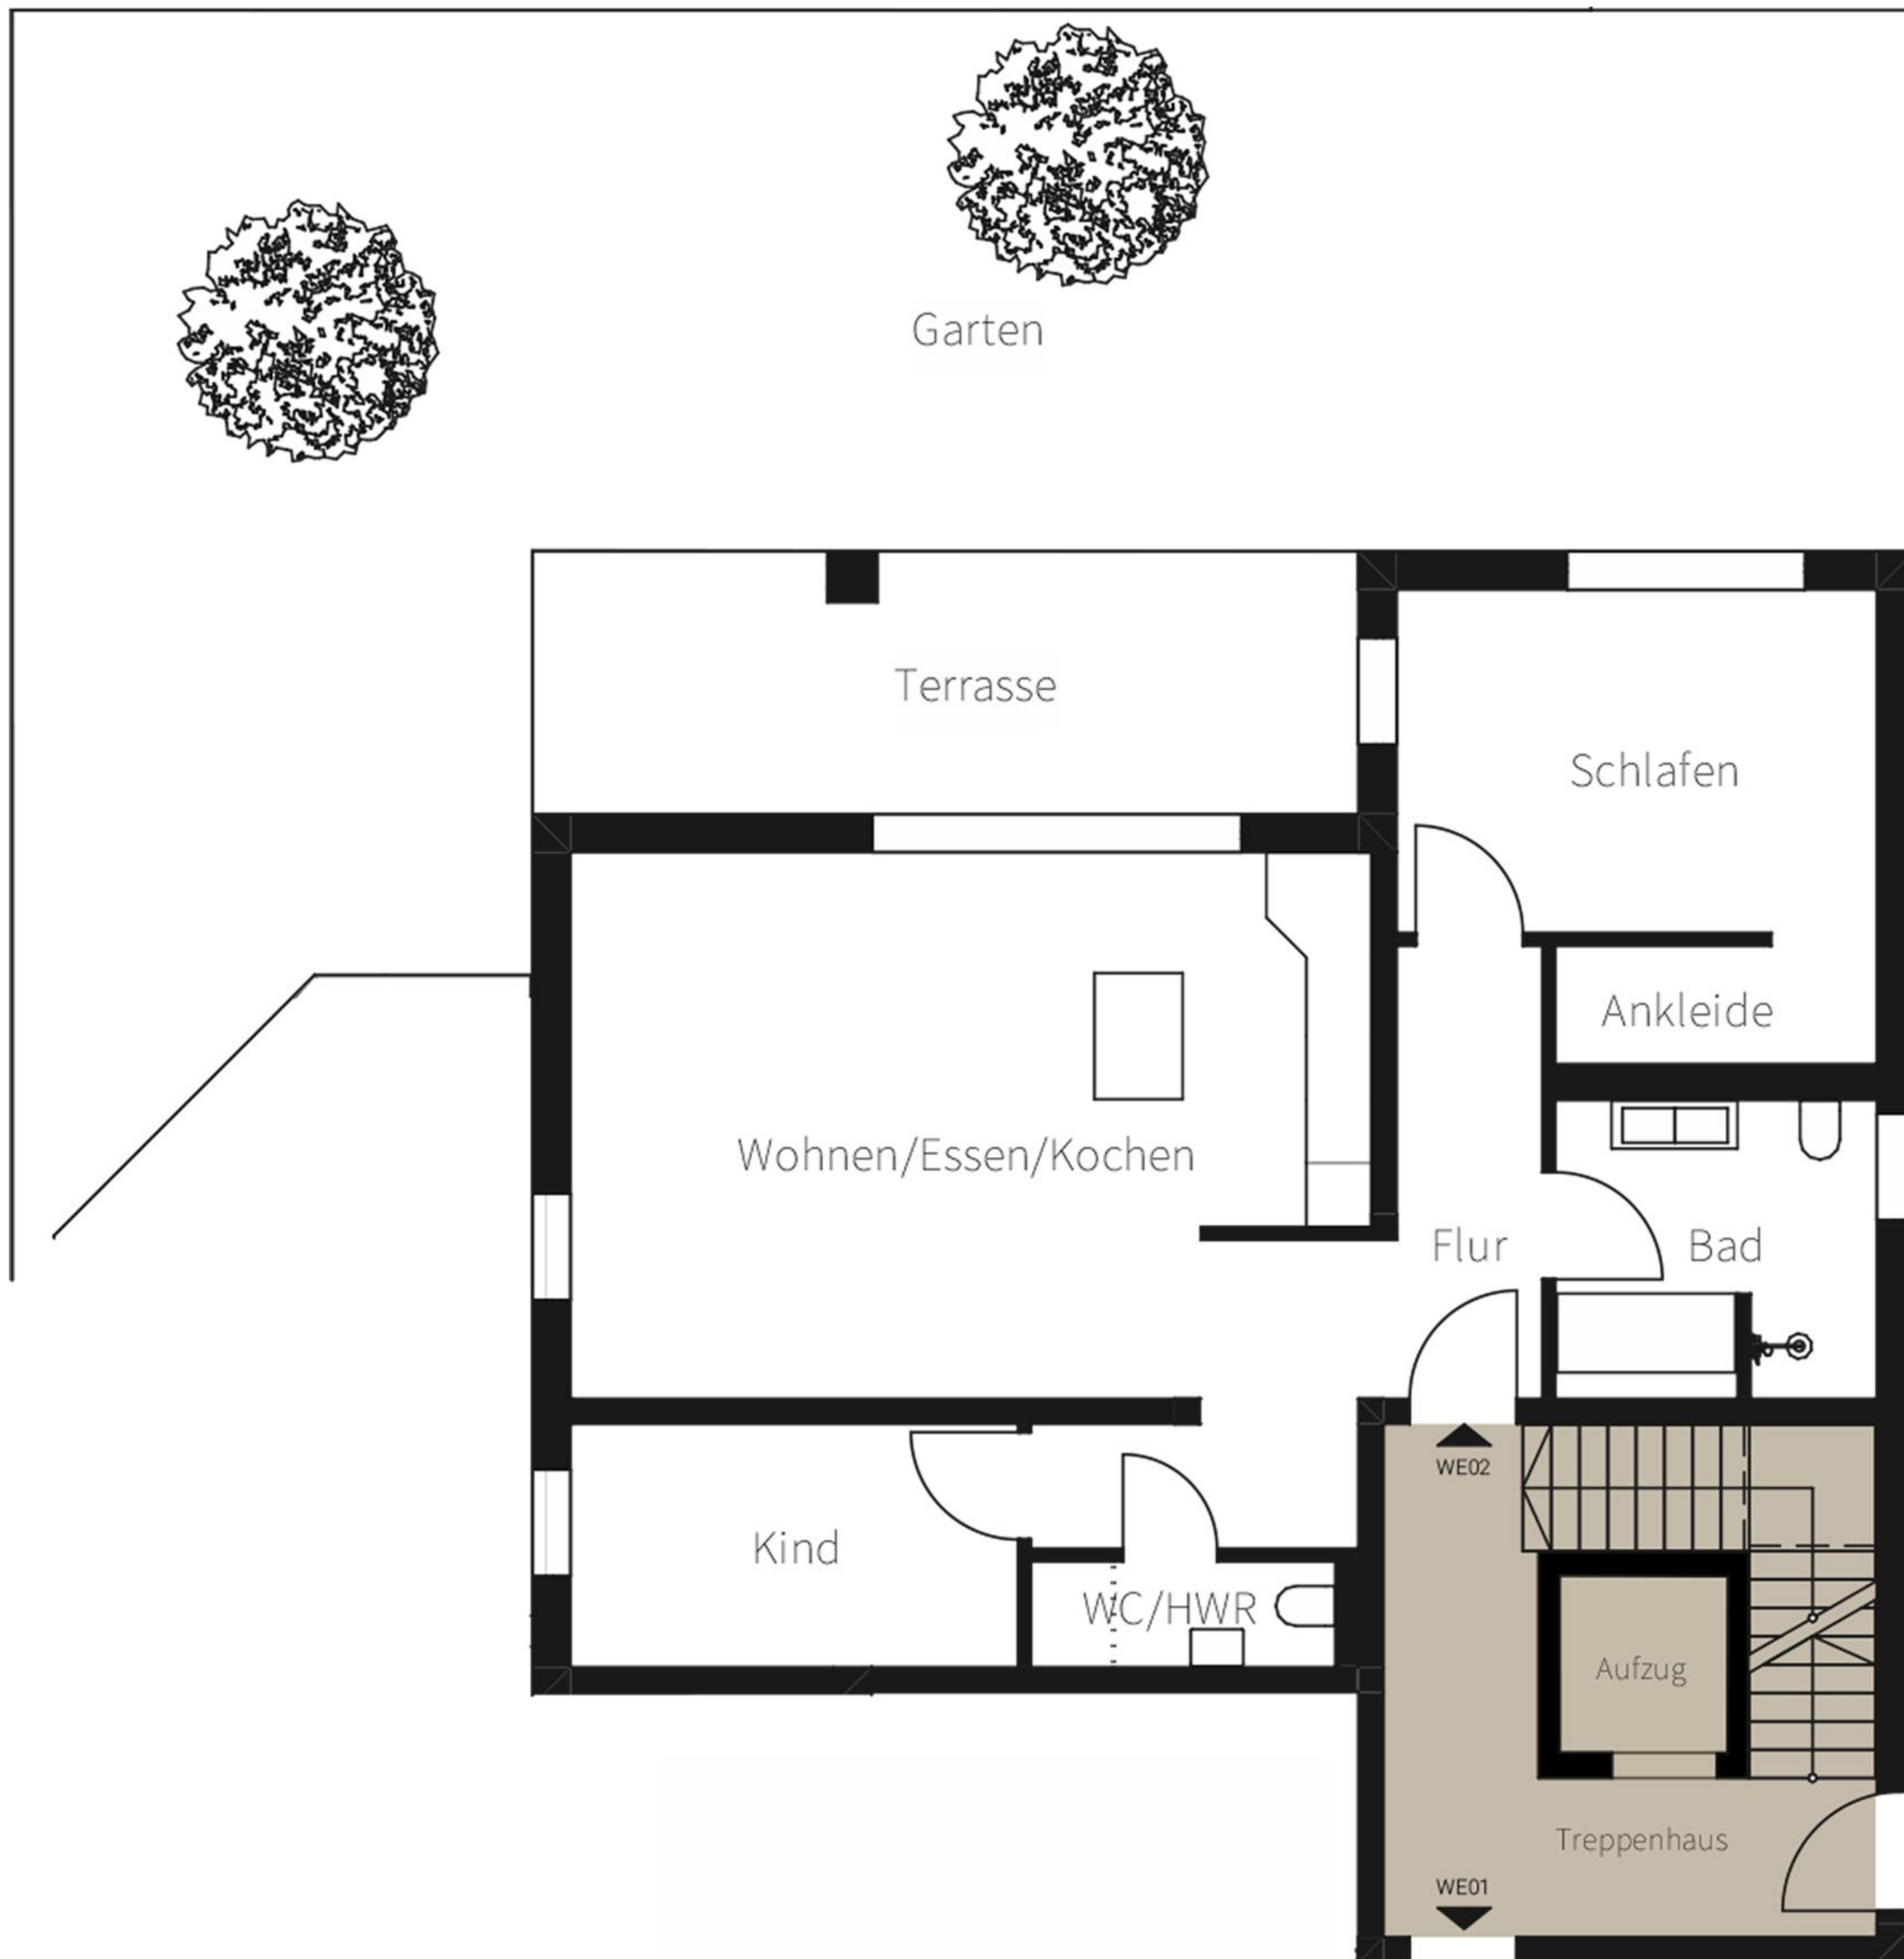 Garten
Terrasse
Schlafen
Ankleide
Wohnen/Essen/Kochen
Flur
Bad
WE02
Kind
WC/HWR
Aufzug
Treppenhaus
WE01